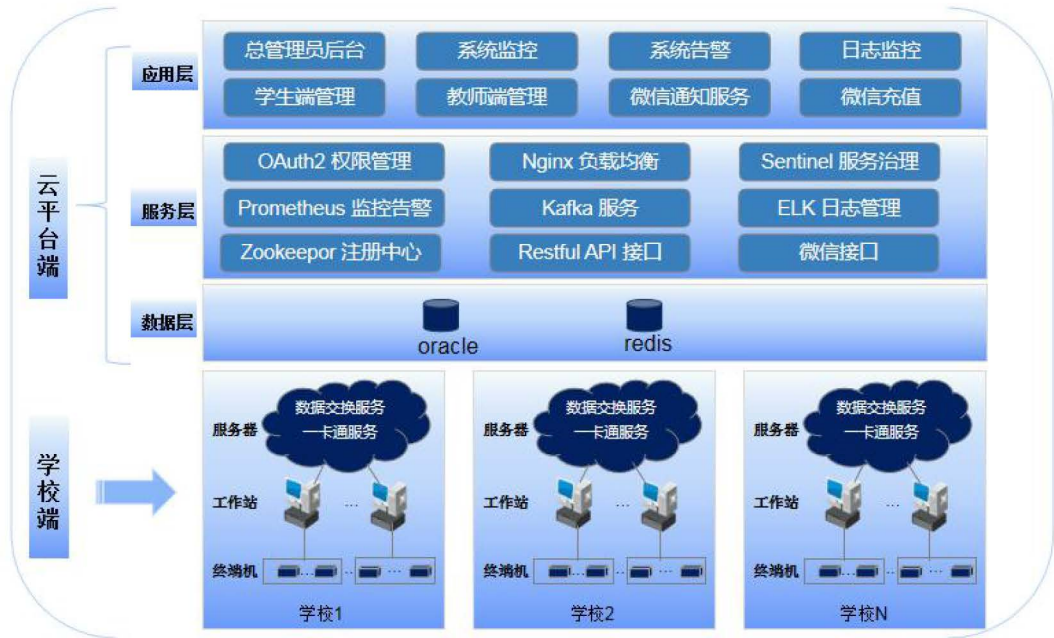 云平台端
应用层
总管理员后台 系统监控 系统告警 日志监控
学生端管理 教师端管理 微信通知服务 微信充值
服务层
OAuth2 权限管理 Nginx 负载均衡 Sentinel 服务治理
Prometheus 监控告警 Kafka 服务 ELK 日志管理
Zookeepor 注册中心 Restful API 接口 微信接口
数据层
oracle redis
学校端
数据交换服务
一卡通服务
服务器
工作站
...
终端机
... .. ...
学校1
数据交换服务
一卡通服务
服务器
工作站
...
终端机
... .. ...
学校2
数据交换服务
一卡通服务
服务器
工作站
...
终端机
... .. ...
学校N